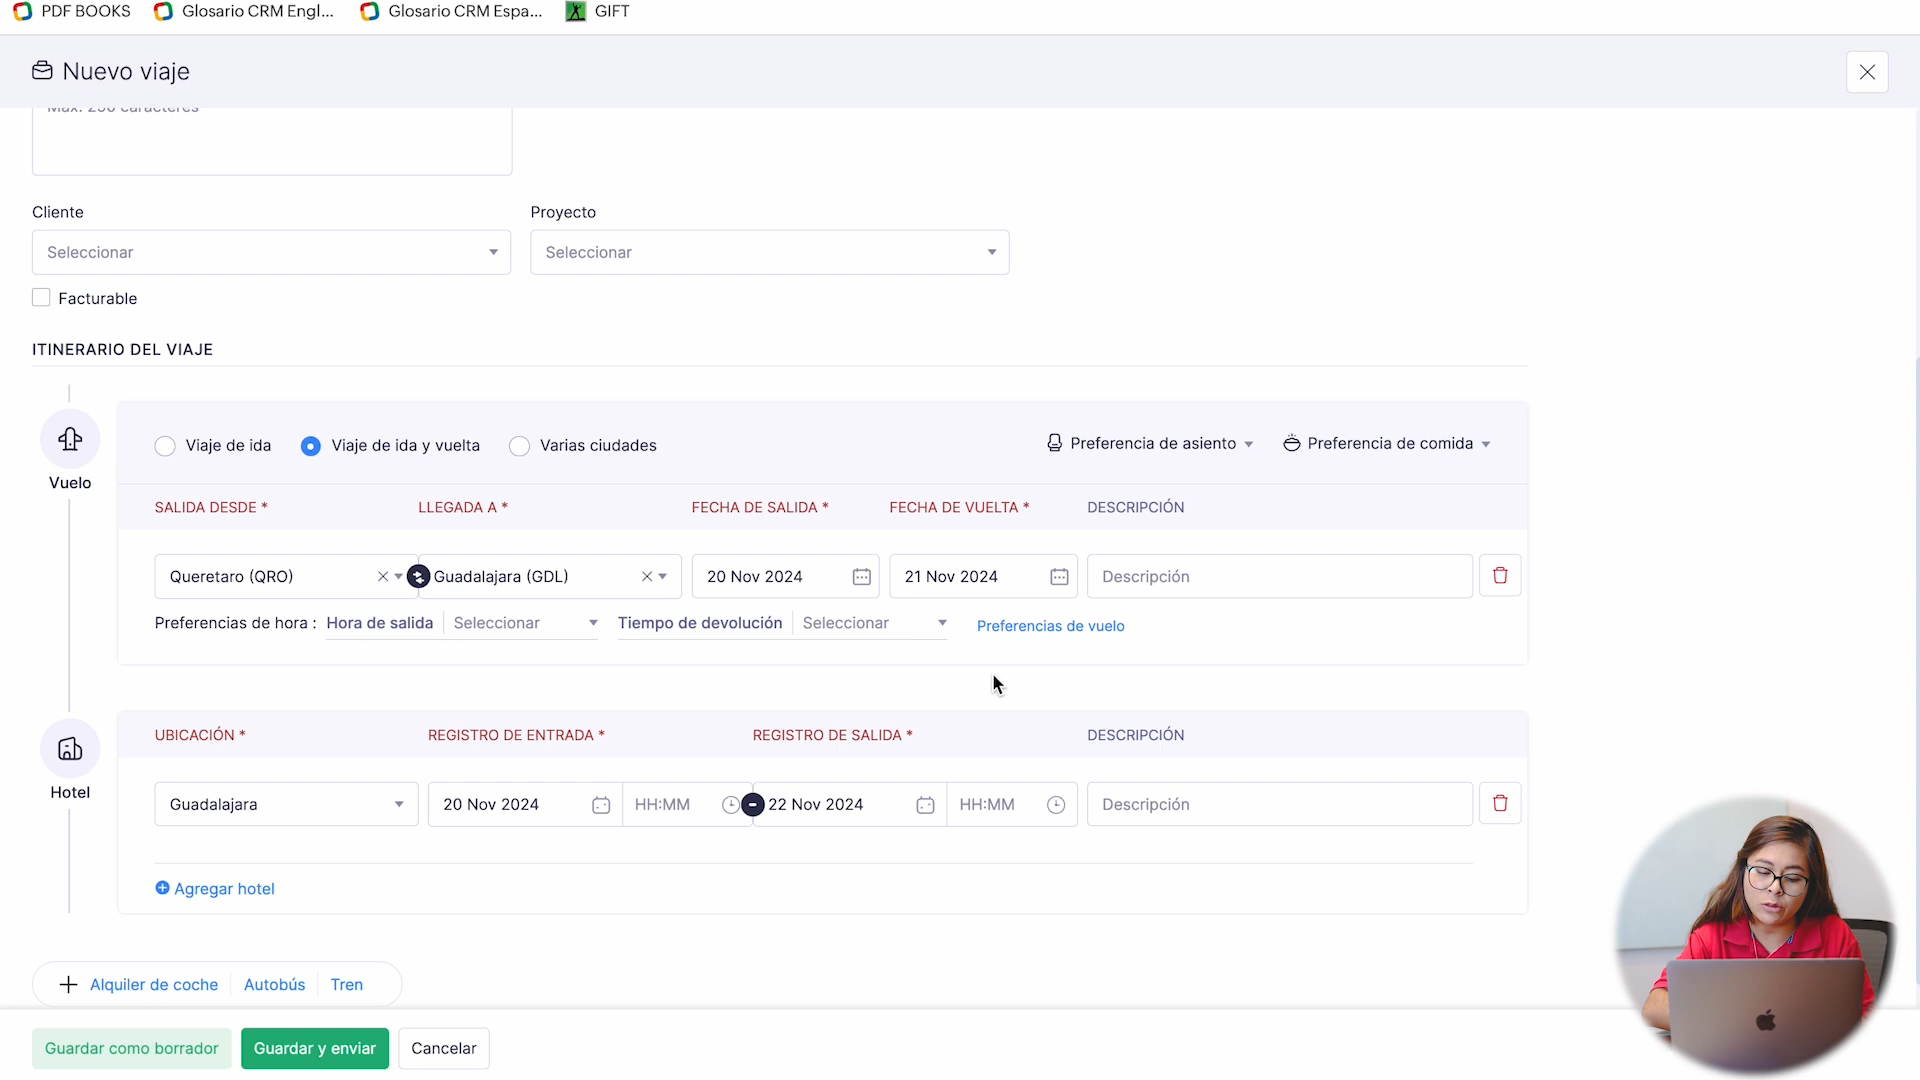 PDF BOOKS Glosario CRM Engl... Glosario CRM Espa... GIFT
Nuevo viaje
Máx. 250 caracteres
Cliente Proyecto
Seleccionar Seleccionar
Facturable
ITINERARIO DEL VIAJE
Vuelo
Viaje de ida Viaje de ida y vuelta Varias ciudades Preferencia de asiento Preferencia de comida
SALIDA DESDE * LLEGADA A * FECHA DE SALIDA * FECHA DE VUELTA * DESCRIPCIÓN
Queretaro (QRO) Guadalajara (GDL) 20 Nov 2024 21 Nov 2024 Descripción
Preferencias de hora : Hora de salida Seleccionar Tiempo de devolución Seleccionar Preferencias de vuelo
Hotel
UBICACIÓN * REGISTRO DE ENTRADA * REGISTRO DE SALIDA * DESCRIPCIÓN
Guadalajara 20 Nov 2024 HH:MM 22 Nov 2024 HH:MM Descripción
Agregar hotel
Alquiler de coche Autobús Tren
Guardar como borrador Guardar y enviar Cancelar